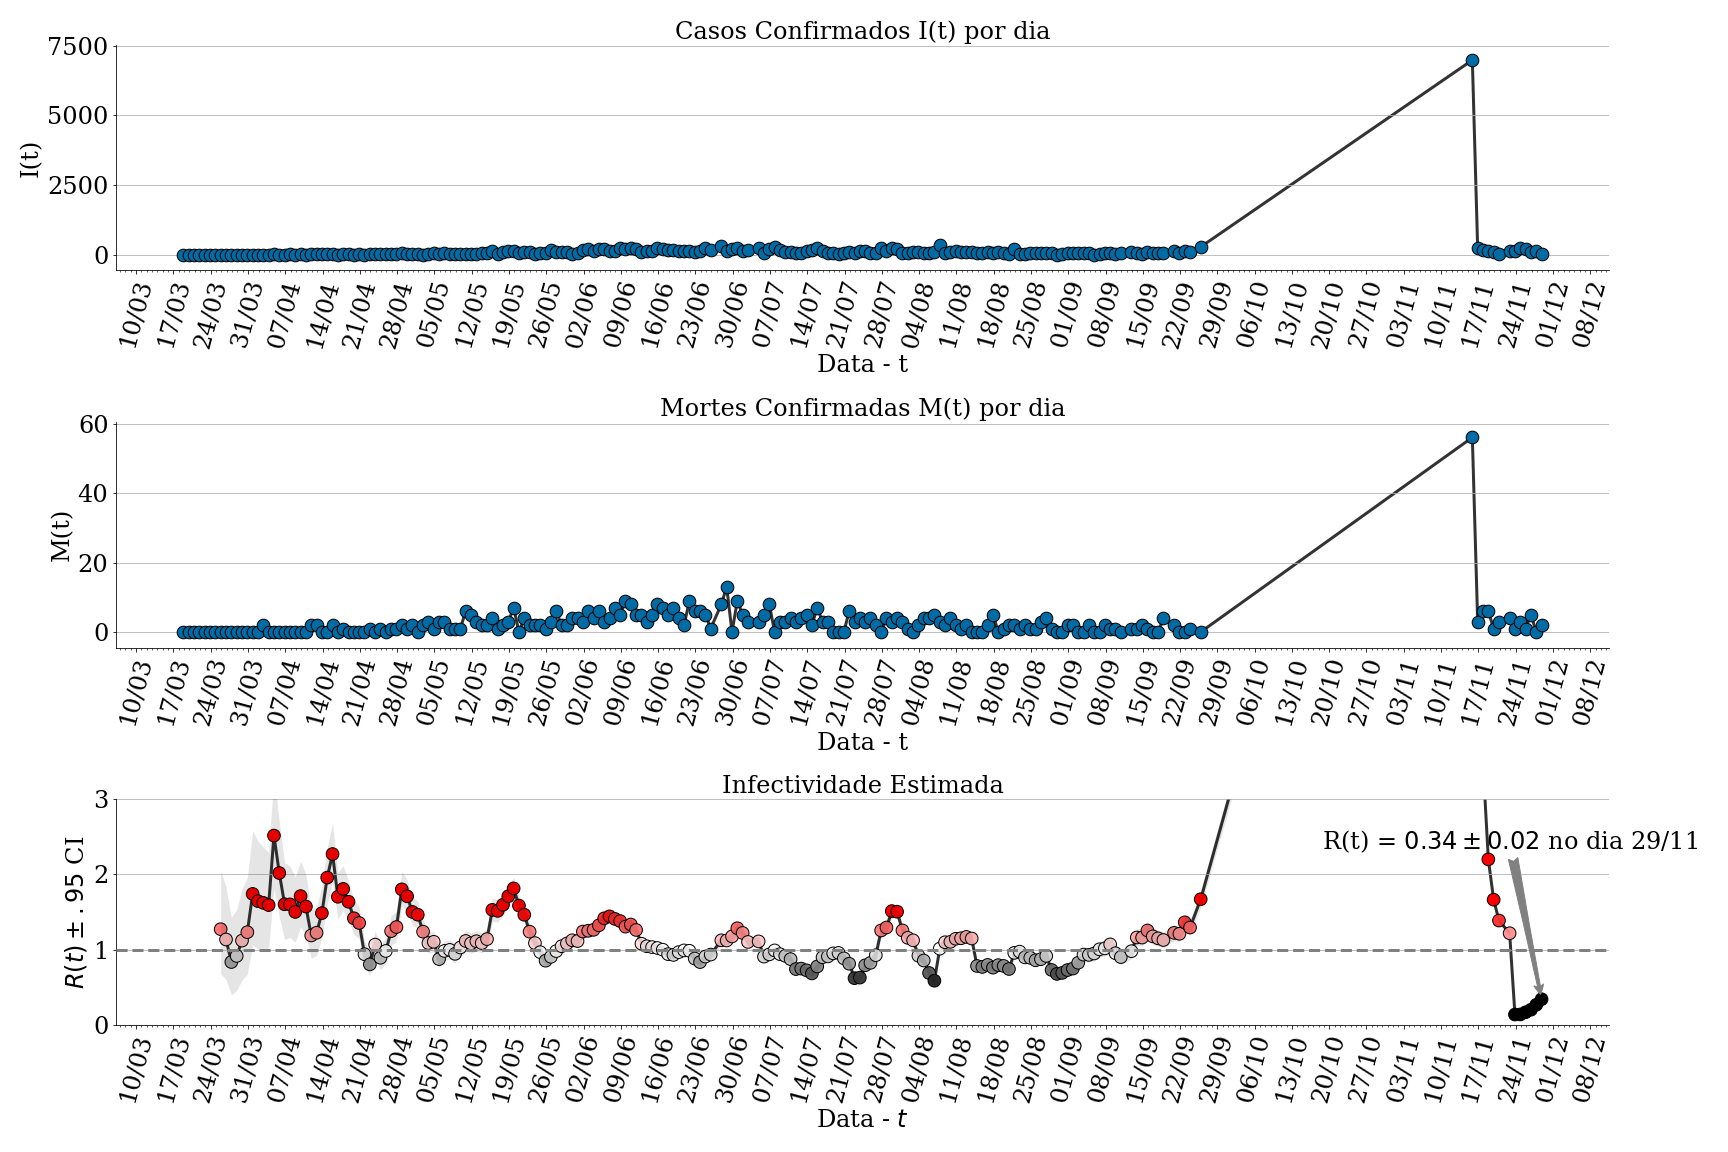 Casos Confirmados I(t) por dia
7500
5000
2500
0
I(t)
10/03 17/03 24/03 31/03 07/04 14/04 21/04 28/04 05/05 12/05 19/05 26/05 02/06 09/06 16/06 23/06 30/06 07/07 14/07 21/07 28/07 04/08 11/08 18/08 25/08 01/09 08/09 15/09 22/09 29/09 06/10 13/10 20/10 27/10 03/11 10/11 17/11 24/11 01/12 08/12
Data - t
Mortes Confirmadas M(t) por dia
60
40
20
0
M(t)
10/03 17/03 24/03 31/03 07/04 14/04 21/04 28/04 05/05 12/05 19/05 26/05 02/06 09/06 16/06 23/06 30/06 07/07 14/07 21/07 28/07 04/08 11/08 18/08 25/08 01/09 08/09 15/09 22/09 29/09 06/10 13/10 20/10 27/10 03/11 10/11 17/11 24/11 01/12 08/12
Data - t
Infectividade Estimada
3
2
1
0
R(t) ± .95 CI
R(t) = 0.34 ± 0.02 no dia 29/11
10/03 17/03 24/03 31/03 07/04 14/04 21/04 28/04 05/05 12/05 19/05 26/05 02/06 09/06 16/06 23/06 30/06 07/07 14/07 21/07 28/07 04/08 11/08 18/08 25/08 01/09 08/09 15/09 22/09 29/09 06/10 13/10 20/10 27/10 03/11 10/11 17/11 24/11 01/12 08/12
Data - t